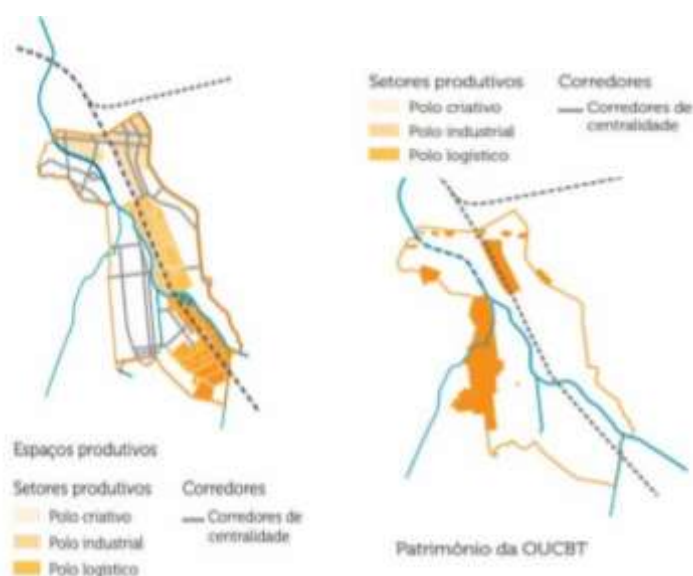 Setores produtivos
Corredores
Polo criativo
Corredores de
centralidade
Polo industrial
Polo logístico
Espaços produtivos
Setores produtivos
Corredores
Polo criativo
Corredores de
centralidade
Polo industrial
Polo logístico
Patrimônio da OUCBT